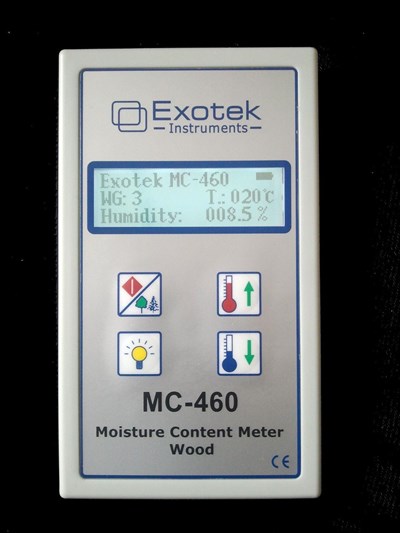 Exotek
Instruments
Exotek MC-460
WG: 3 T.: 020°C
Humidity: 008.5 %
MC-460
Moisture Content Meter
Wood
CE